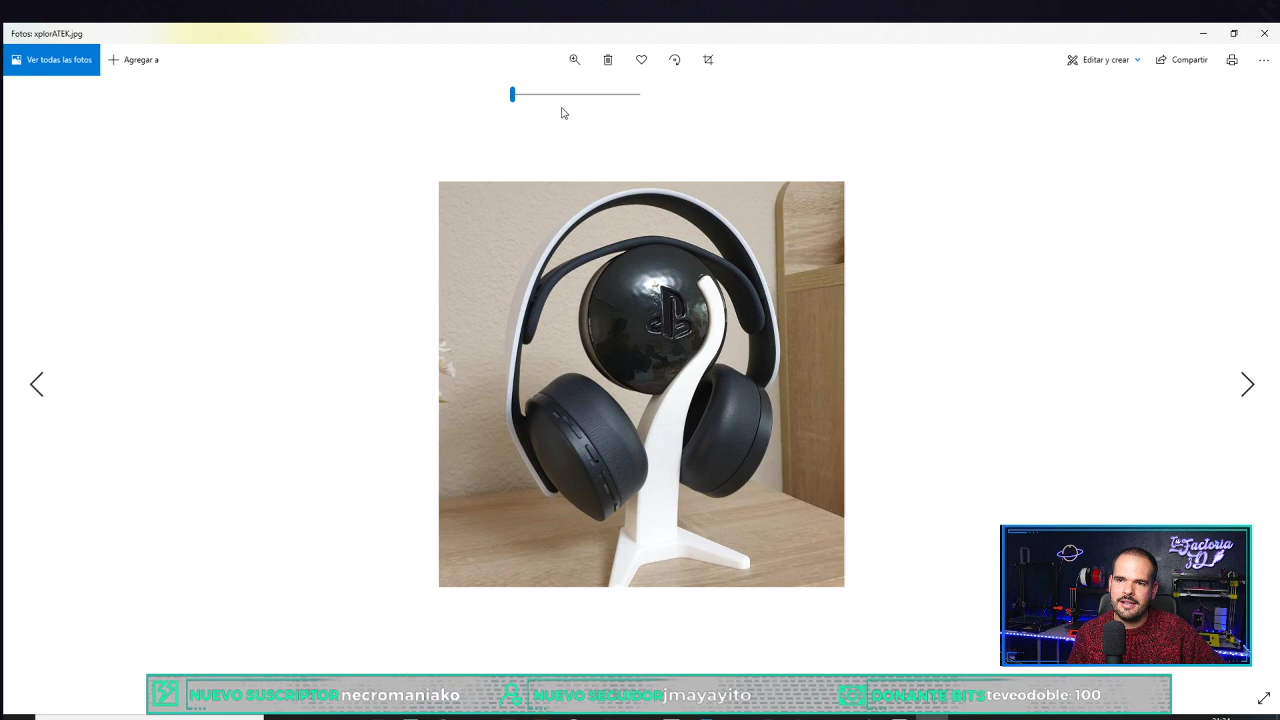 Fotos: xplorATEK.jpg
Ver todas las fotos
Agregar a
Editar y crear
Compartir
La Factoria
3D
NUEVO SUSCRIPTOR necromaniako
NUEVO SEGUIDOR jmayayito
DONANTE BITS teveodoble: 100